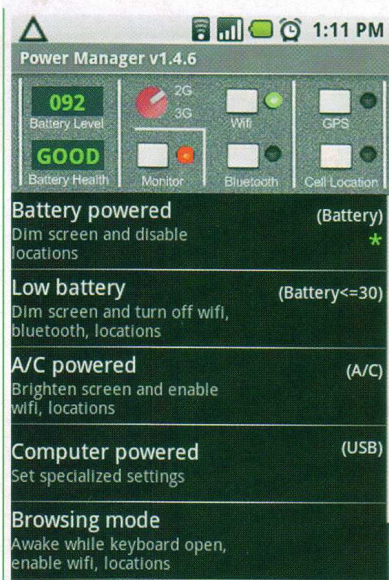 1:11 PM
Power Manager v1.4.6
092
Battery Level
2G
3G
Wifi
GPS
GOOD
Battery Health
Monitor
Bluetooth
Cell Location
Battery powered (Battery)
Dim screen and disable *
locations
Low battery (Battery<=30)
Dim screen and turn off wifi,
bluetooth, locations
A/C powered (A/C)
Brighten screen and enable
wifi, locations
Computer powered (USB)
Set specialized settings
Browsing mode
Awake while keyboard open,
enable wifi, locations